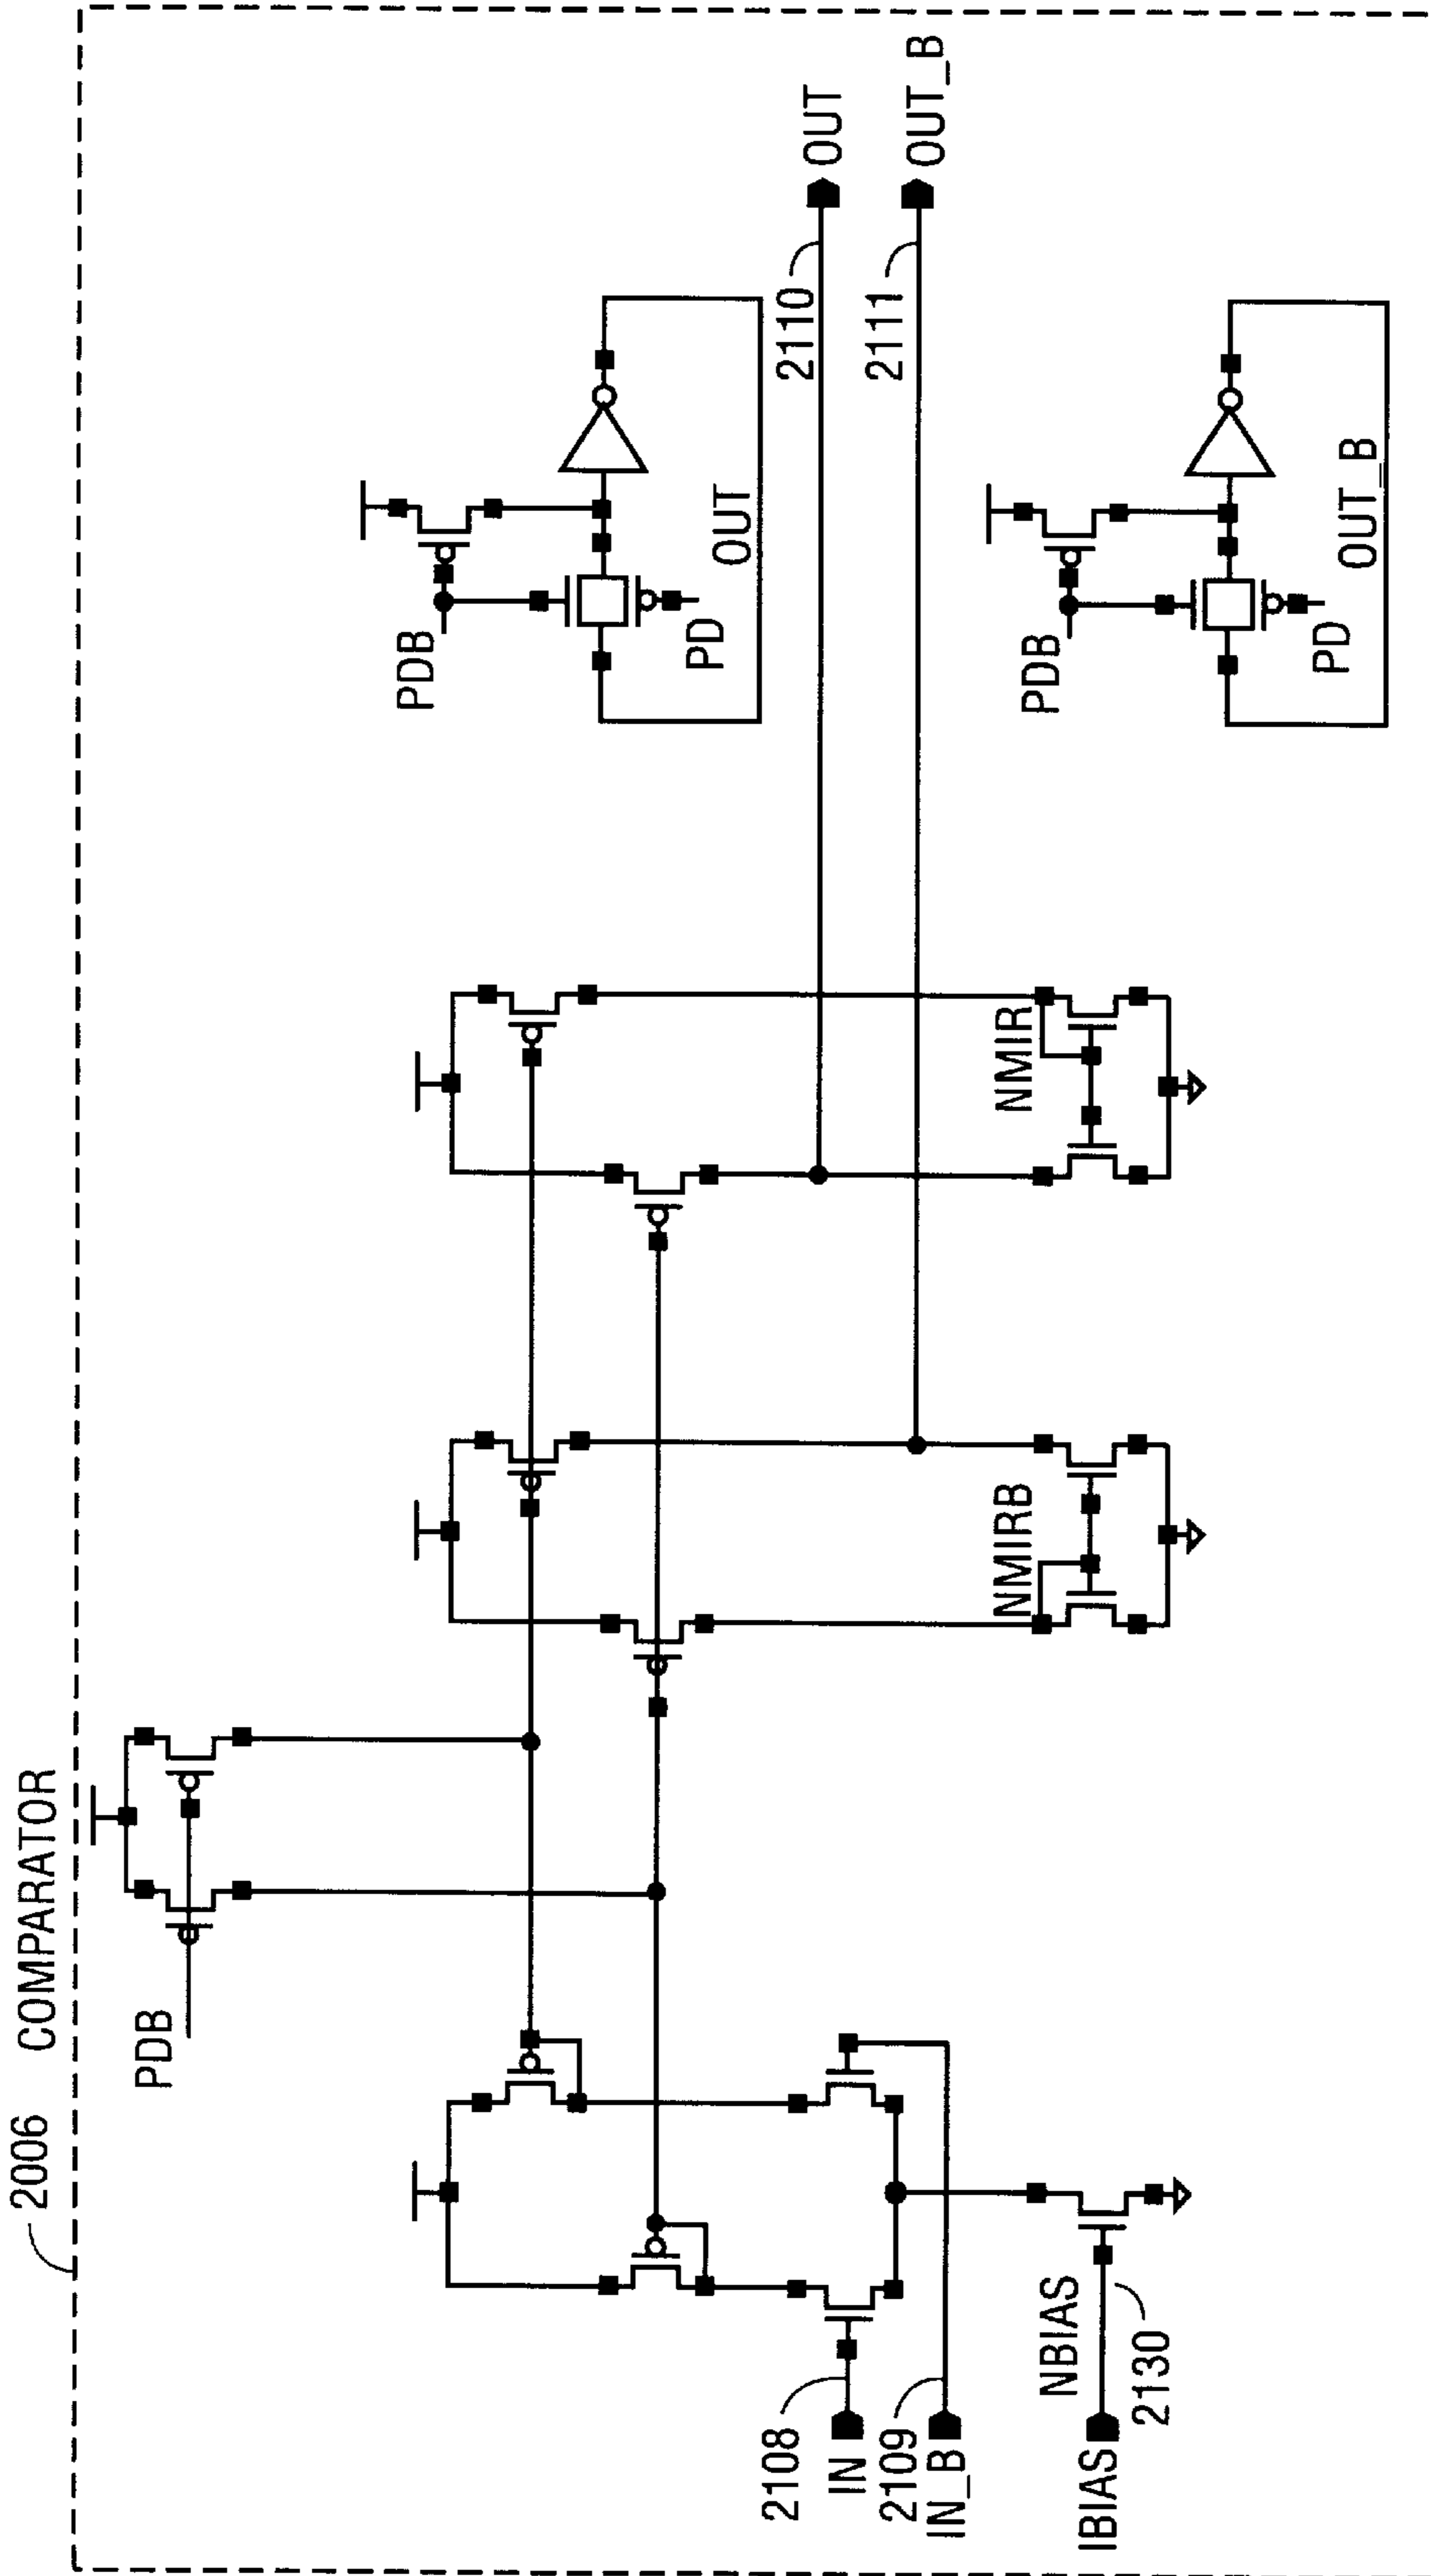 2006 COMPARATOR
PDB
2108
IN
2109
IN_B
NBIAS
IBIAS
2130
NMIRB
NMIR
PDB
PD
OUT
2110
OUT
2111
OUT_B
PDB
PD
OUT_B